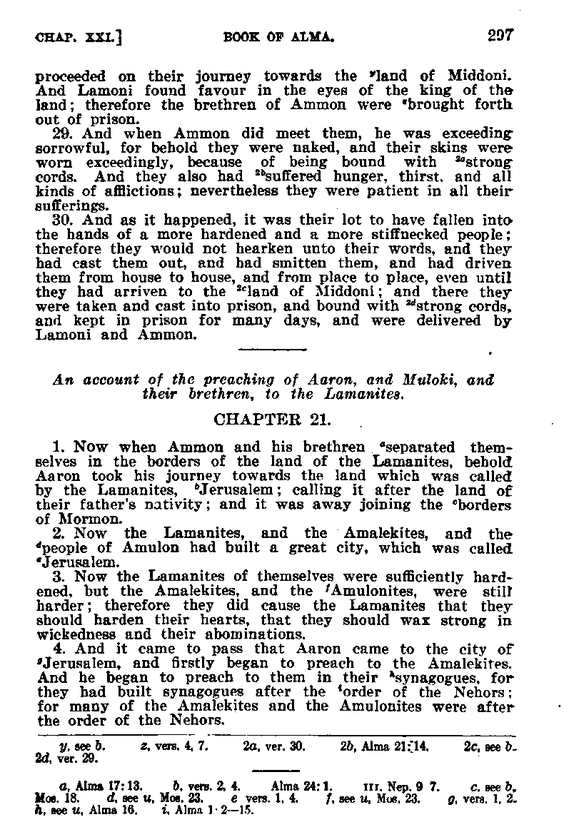 CHAP. XXI.] BOOK OF ALMA. 297
proceeded on their journey towards the ʸland of Middoni.
And Lamoni found favour in the eyes of the king of the
land; therefore the brethren of Ammon were ᶻbrought forth
out of prison.
29. And when Ammon did meet them, he was exceeding
sorrowful, for behold they were naked, and their skins were
worn exceedingly, because of being bound with ²ᵃstrong
cords. And they also had ²ᵇsuffered hunger, thirst, and all
kinds of afflictions; nevertheless they were patient in all their
sufferings.
30. And as it happened, it was their lot to have fallen into
the hands of a more hardened and a more stiffnecked people;
therefore they would not hearken unto their words, and they
had cast them out, and had smitten them, and had driven
them from house to house, and from place to place, even until
they had arriven to the ²ᶜland of Middoni; and there they
were taken and cast into prison, and bound with ²ᵈstrong cords,
and kept in prison for many days, and were delivered by
Lamoni and Ammon.
An account of the preaching of Aaron, and Muloki, and
their brethren, to the Lamanites.
CHAPTER 21.
1. Now when Ammon and his brethren ᵃseparated them-
selves in the borders of the land of the Lamanites, behold
Aaron took his journey towards the land which was called
by the Lamanites, ᵇJerusalem; calling it after the land of
their father's nativity; and it was away joining the ᶜborders
of Mormon.
2. Now the Lamanites, and the Amalekites, and the
ᵈpeople of Amulon had built a great city, which was called
ᵉJerusalem.
3. Now the Lamanites of themselves were sufficiently hard-
ened, but the Amalekites, and the ᶠAmulonites, were still
harder; therefore they did cause the Lamanites that they
should harden their hearts, that they should wax strong in
wickedness and their abominations.
4. And it came to pass that Aaron came to the city of
ᵍJerusalem, and firstly began to preach to the Amalekites.
And he began to preach to them in their ʰsynagogues, for
they had built synagogues after the ⁱorder of the Nehors;
for many of the Amalekites and the Amulonites were after
the order of the Nehors.
y, see b. z, vers. 4, 7. 2a, ver. 30. 2b, Alma 21:14. 2c, see b.
2d, ver. 29.
a, Alma 17:13. b, vers. 2, 4. Alma 24:1. III. Nep. 9 7. c. see b,
Mos. 18. d, see u, Mos. 23. e vers. 1, 4. f, see u, Mos. 23. g, vers. 1, 2.
h, see u, Alma 16. i, Alma 1:2—15.